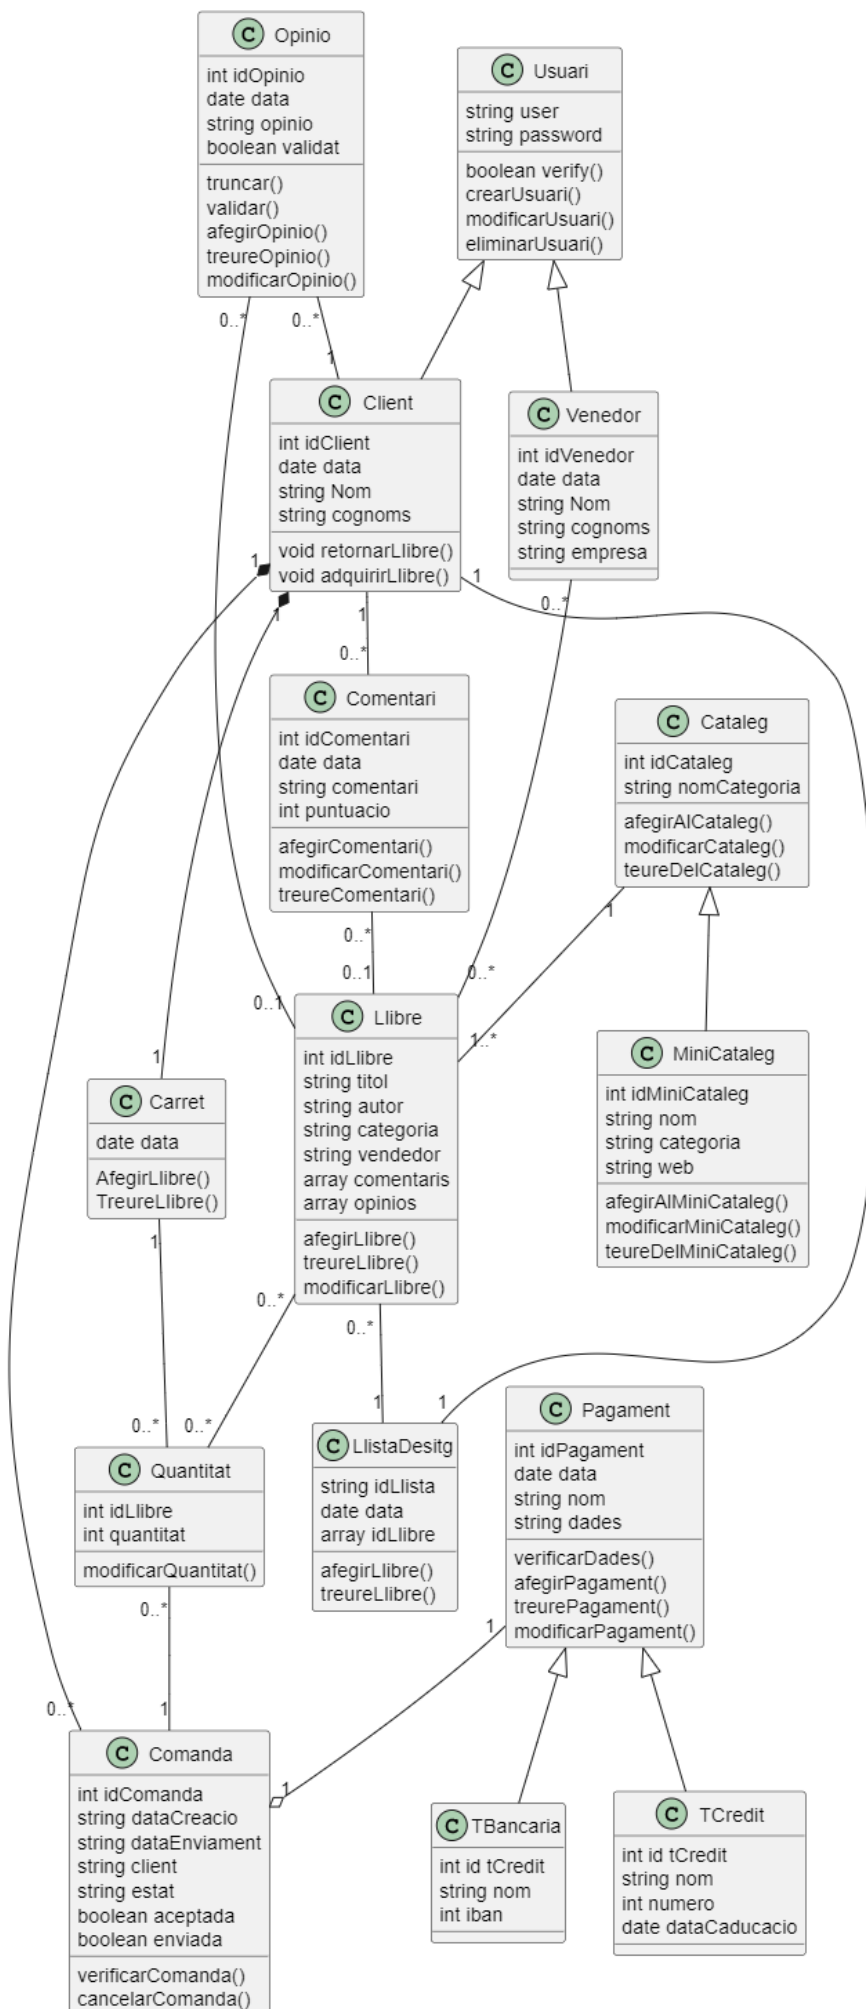 C Opinio
int idOpinio
date data
string opinio
boolean validat
truncar()
validar()
afegirOpinio()
treureOpinio()
modificarOpinio()
C Usuari
string user
string password
boolean verify()
crearUsuari()
modificarUsuari()
eliminarUsuari()
0..*
0..*
1
C Client
int idClient
date data
string Nom
string cognoms
void retornarLlibre()
void adquirirLlibre()
C Venedor
int idVenedor
date data
string Nom
string cognoms
string empresa
1
1
1
1
0..*
0..*
C Comentari
int idComentari
date data
string comentari
int puntuacio
afegirComentari()
modificarComentari()
treureComentari()
C Cataleg
int idCataleg
string nomCategoria
afegirAlCataleg()
modificarCataleg()
teureDelCataleg()
1
0..*
0..1
0..*
0..1
1..*
1
C Llibre
int idLlibre
string titol
string autor
string categoria
string vendedor
array comentaris
array opinios
afegirLlibre()
treureLlibre()
modificarLlibre()
C MiniCataleg
int idMiniCataleg
string nom
string categoria
string web
afegirAlMiniCataleg()
modificarMiniCataleg()
teureDelMiniCataleg()
C Carret
date data
AfegirLlibre()
TreureLlibre()
1
0..*
0..*
1
1
0..*
0..*
C Quantitat
int idLlibre
int quantitat
modificarQuantitat()
C LlistaDesitg
string idLlista
date data
array idLlibre
afegirLlibre()
treureLlibre()
C Pagament
int idPagament
date data
string nom
string dades
verificarDades()
afegirPagament()
treurePagament()
modificarPagament()
0..*
1
0..*
1
1
C Comanda
int idComanda
string dataCreacio
string dataEnviament
string client
string estat
boolean aceptada
boolean enviada
verificarComanda()
cancelarComanda()
C TBancaria
int id tCredit
string nom
int iban
C TCredit
int id tCredit
string nom
int numero
date dataCaducacio